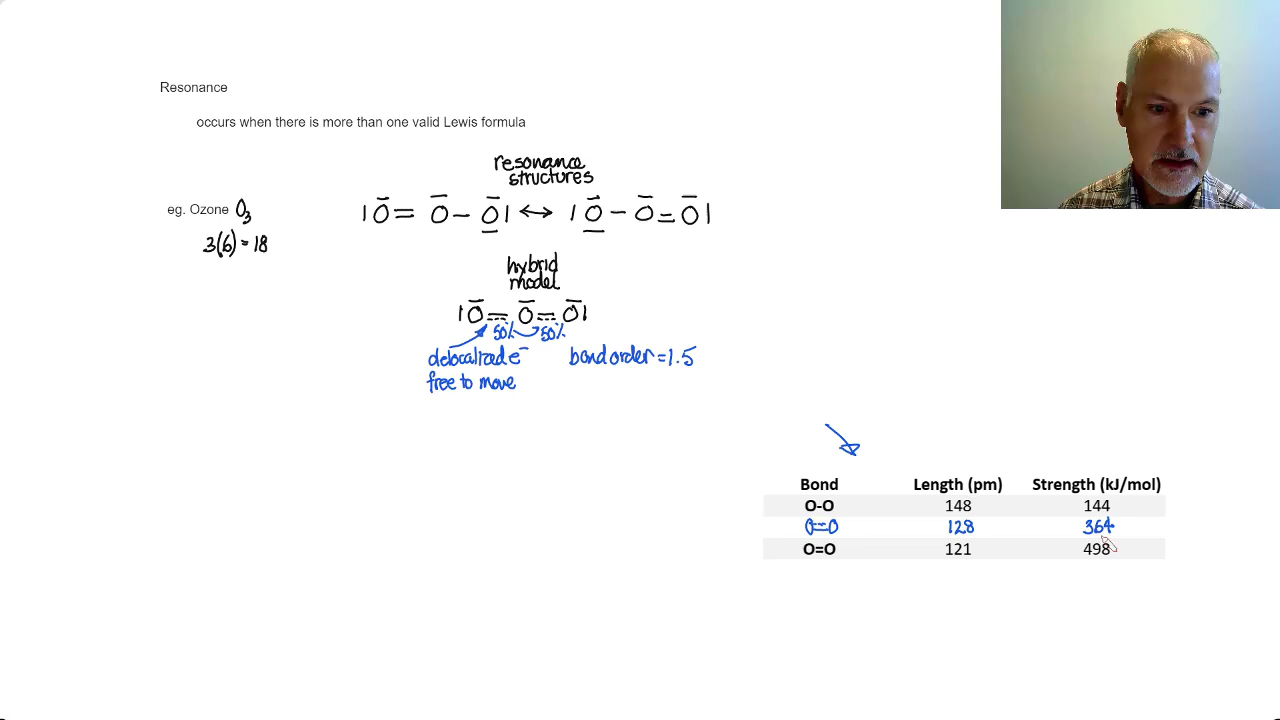 Resonance
occurs when there is more than one valid Lewis formula
resonance
structures
eg. Ozone O₃
|O̅ = O̅ – O̲̅| ↔ |O̲̅ – O̅ = O̅|
3(6) = 18
hybrid
model
|O̅ = O̅ = O̅|
50% 50%
delocalized e⁻ bond order = 1.5
free to move
Bond Length (pm) Strength (kJ/mol)
O-O 148 144
O=O 128 364
O=O 121 498